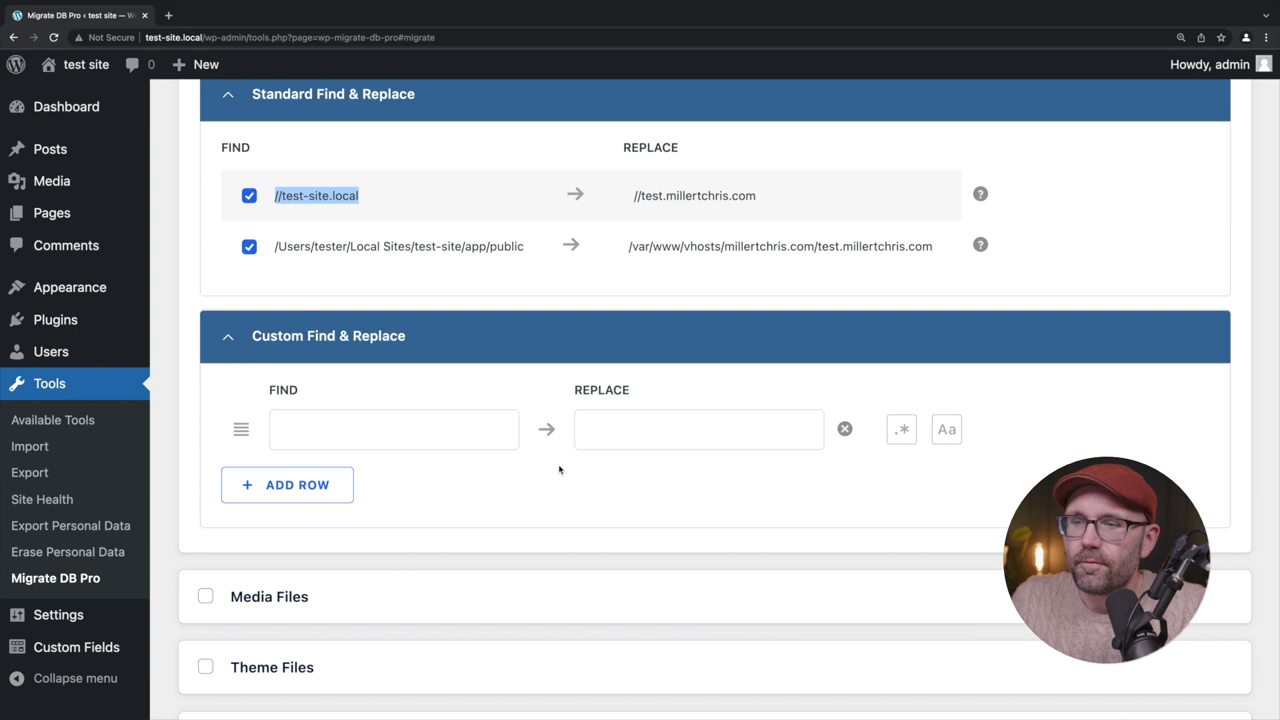 Migrate DB Pro ‹ test site — W
Not Secure
test-site.local/wp-admin/tools.php?page=wp-migrate-db-pro#migrate
test site
0
New
Howdy, admin
Dashboard
Posts
Media
Pages
Comments
Appearance
Plugins
Users
Tools
Available Tools
Import
Export
Site Health
Export Personal Data
Erase Personal Data
Migrate DB Pro
Settings
Custom Fields
Collapse menu
Standard Find & Replace
FIND
REPLACE
//test-site.local
//test.millertchris.com
/Users/tester/Local Sites/test-site/app/public
/var/www/vhosts/millertchris.com/test.millertchris.com
Custom Find & Replace
FIND
REPLACE
.*
Aa
+ ADD ROW
Media Files
Theme Files